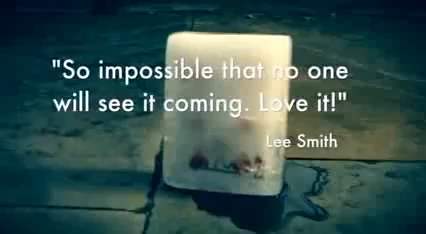 "So impossible that no one
will see it coming. Love it!"
Lee Smith